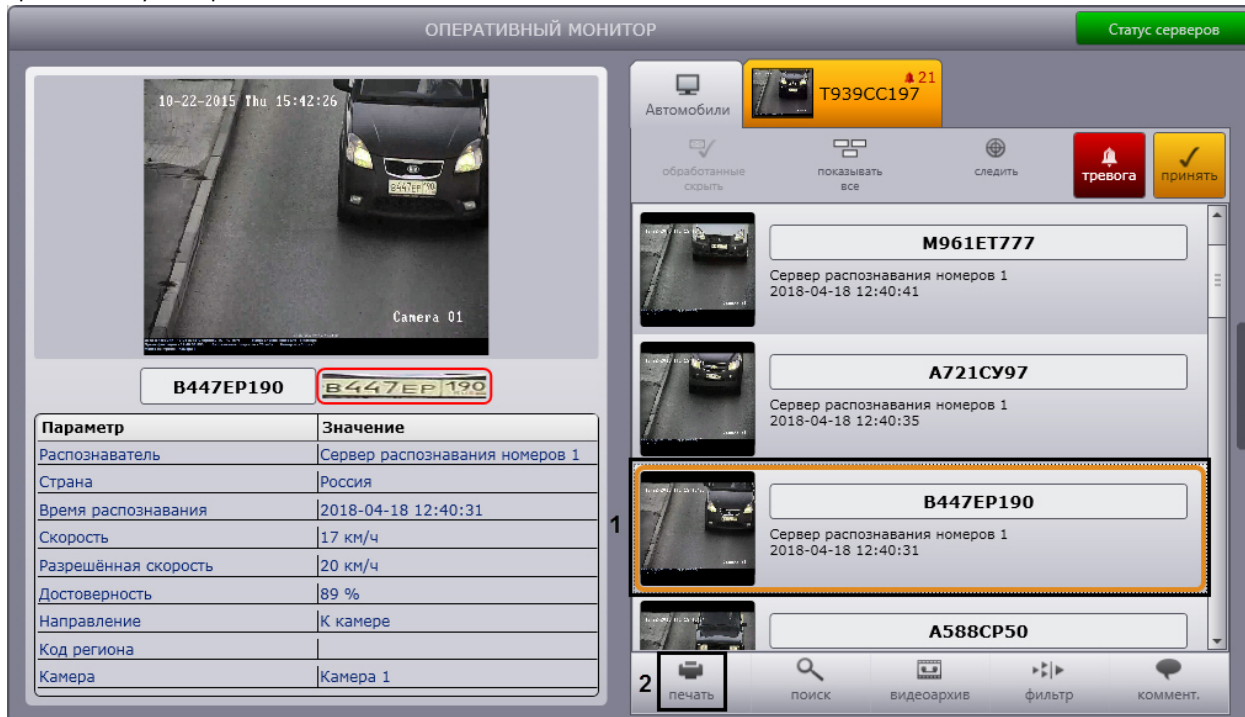 ОПЕРАТИВНЫЙ МОНИТОР
Статус серверов
10-22-2015 Thu 15:42:26
В447ЕР 190
Camera 01
B447EP190
В447ЕР 190
Параметр Значение
Распознаватель Сервер распознавания номеров 1
Страна Россия
Время распознавания 2018-04-18 12:40:31
Скорость 17 км/ч
Разрешённая скорость 20 км/ч
Достоверность 89 %
Направление К камере
Код региона
Камера Камера 1
Автомобили
21
T939CC197
обработанные
скрыть
показывать
все
следить
тревога
принять
M961ET777
Сервер распознавания номеров 1
2018-04-18 12:40:41
А721СУ97
Сервер распознавания номеров 1
2018-04-18 12:40:35
1
B447EP190
Сервер распознавания номеров 1
2018-04-18 12:40:31
A588CP50
2
печать
поиск
видеоархив
фильтр
коммент.